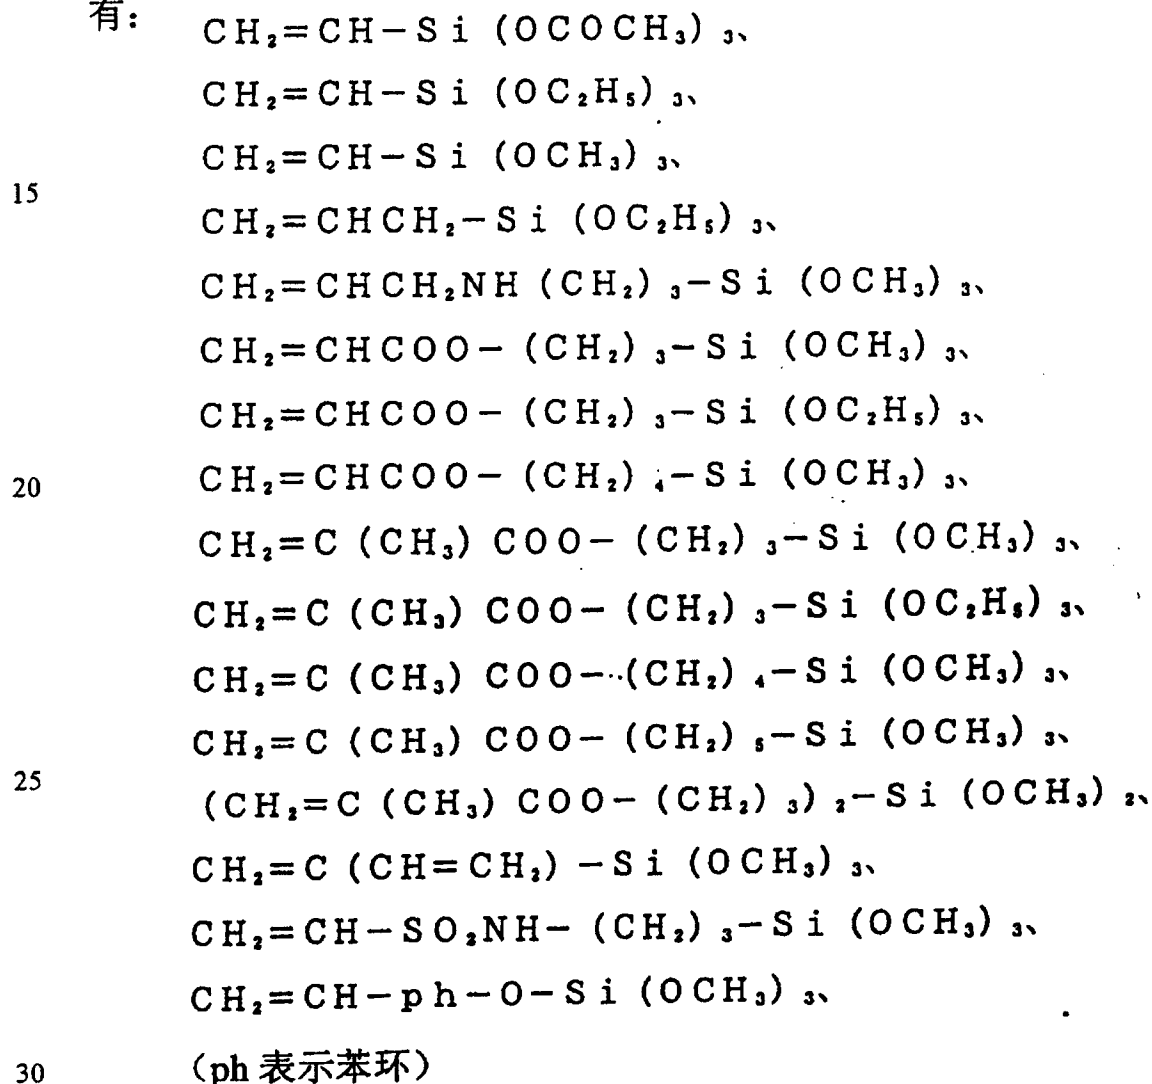 有： CH₂=CH-Si (OCOCH₃) ₃、
CH₂=CH-Si (OC₂H₅) ₃、
CH₂=CH-Si (OCH₃) ₃、
15
CH₂=CHCH₂-Si (OC₂H₅) ₃、
CH₂=CHCH₂NH (CH₂) ₃-Si (OCH₃) ₃、
CH₂=CHCOO- (CH₂) ₃-Si (OCH₃) ₃、
CH₂=CHCOO- (CH₂) ₃-Si (OC₂H₅) ₃、
20 CH₂=CHCOO- (CH₂) ₄-Si (OCH₃) ₃、
CH₂=C (CH₃) COO- (CH₂) ₃-Si (OCH₃) ₃、
CH₂=C (CH₃) COO- (CH₂) ₃-Si (OC₂H₅) ₃、
CH₂=C (CH₃) COO- (CH₂) ₄-Si (OCH₃) ₃、
CH₂=C (CH₃) COO- (CH₂) ₅-Si (OCH₃) ₃、
25 (CH₂=C (CH₃) COO- (CH₂) ₃) ₂-Si (OCH₃) ₂、
CH₂=C (CH=CH₂) -Si (OCH₃) ₃、
CH₂=CH-SO₂NH- (CH₂) ₃-Si (OCH₃) ₃、
CH₂=CH-ph-O-Si (OCH₃) ₃、
30 （ph 表示苯环）